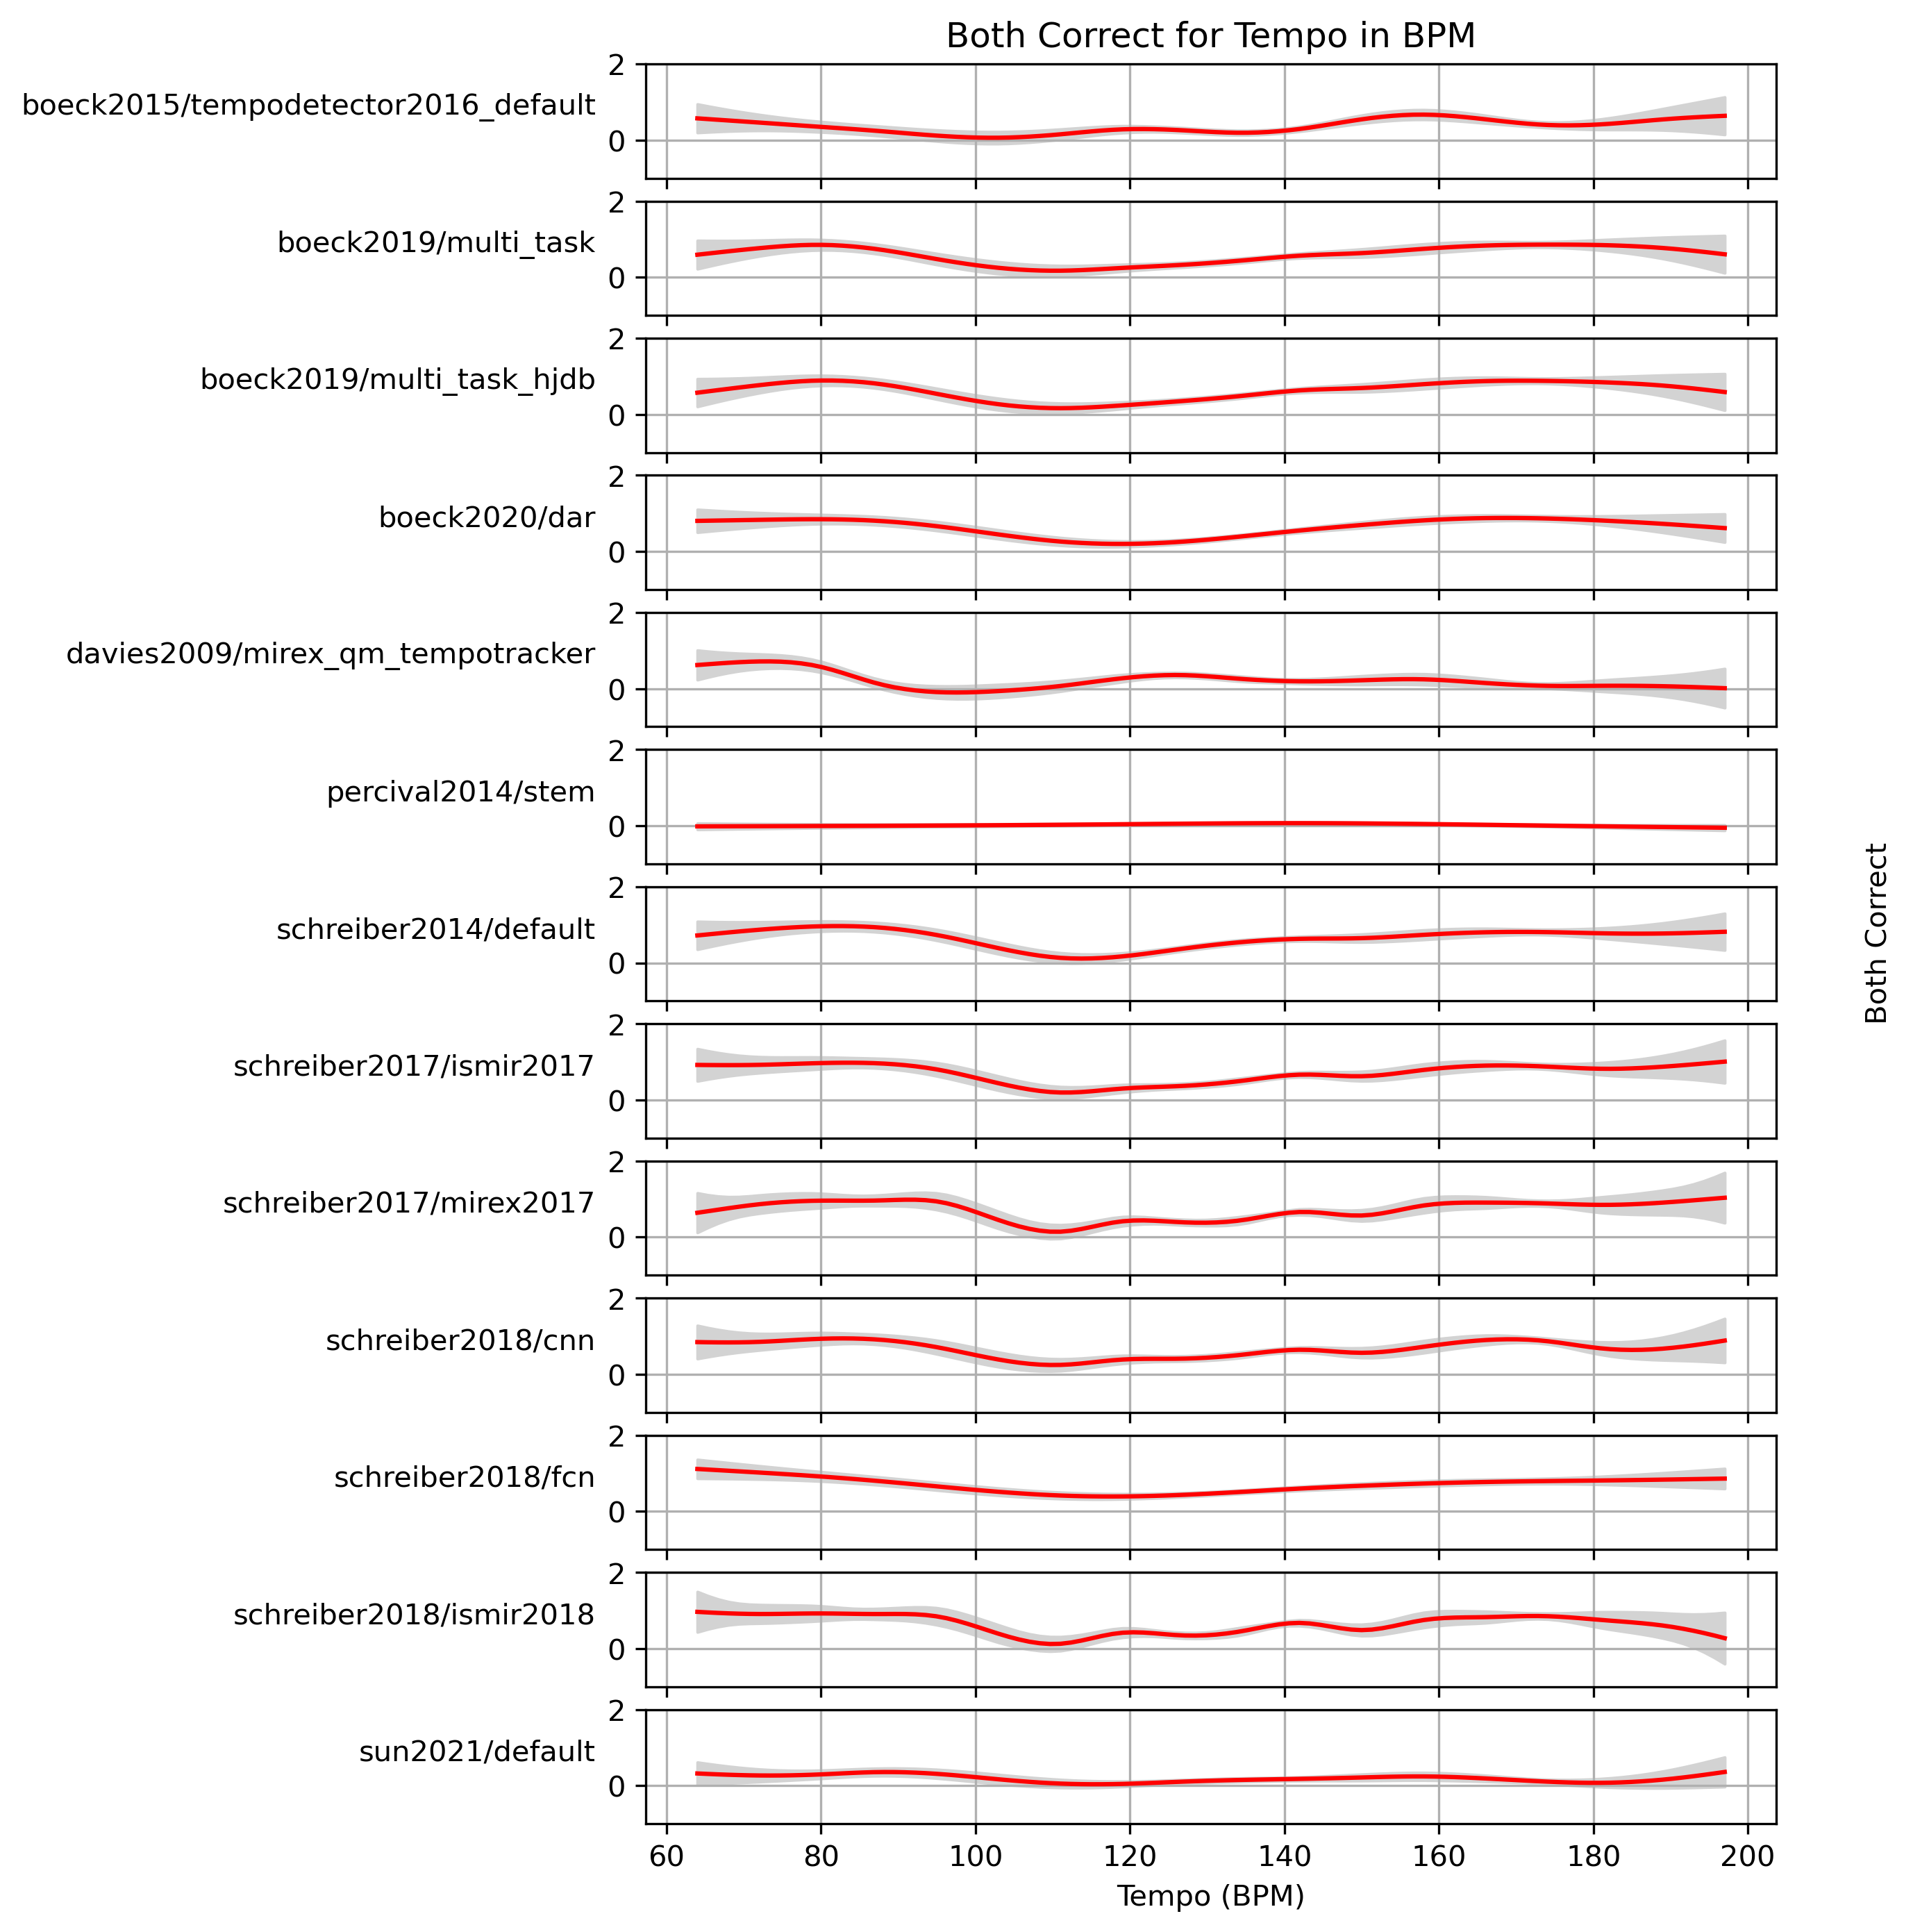 Both Correct for Tempo in BPM
boeck2015/tempodetector2016_default
2
0
boeck2019/multi_task
2
0
boeck2019/multi_task_hjdb
2
0
boeck2020/dar
2
0
davies2009/mirex_qm_tempotracker
2
0
percival2014/stem
2
0
schreiber2014/default
2
0
schreiber2017/ismir2017
2
0
schreiber2017/mirex2017
2
0
schreiber2018/cnn
2
0
schreiber2018/fcn
2
0
schreiber2018/ismir2018
2
0
sun2021/default
2
0
60 80 100 120 140 160 180 200
Tempo (BPM)
Both Correct